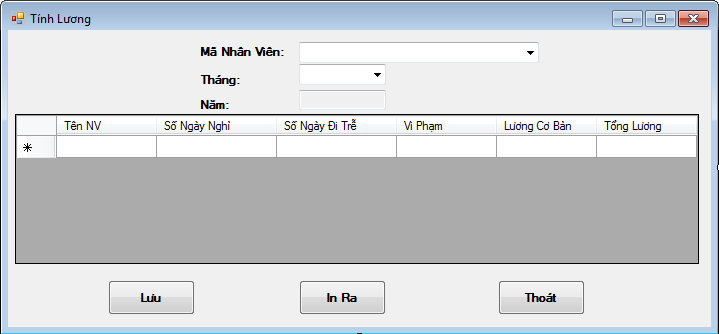 Tính Lương
Mã Nhân Viên:
Tháng:
Năm:
Tên NV Số Ngày Nghỉ Số Ngày Đi Trễ Vi Phạm Lương Cơ Bản Tổng Lương
Lưu In Ra Thoát